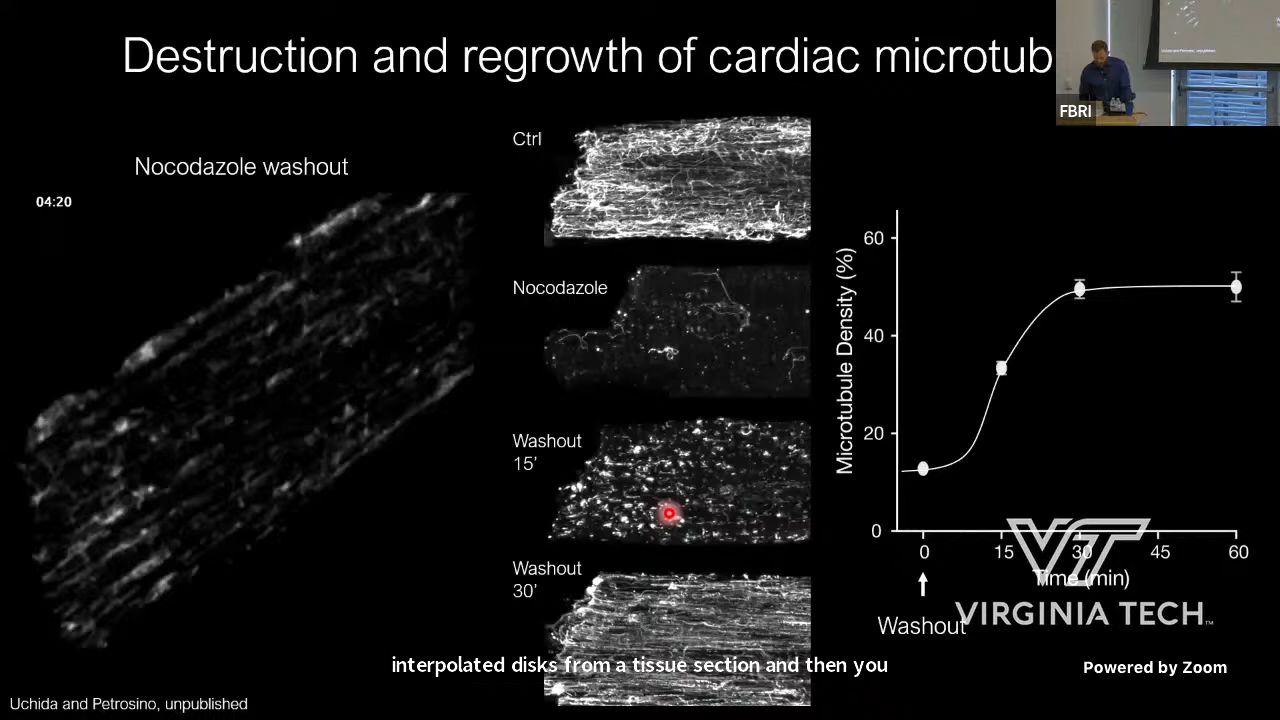 Destruction and regrowth of cardiac microtub
FBRI
Nocodazole washout
04:20
Ctrl
Nocodazole
Washout
15'
Washout
30'
Microtubule Density (%)
60
40
20
0
0 15 30 45 60
Time (min)
Washout
VT
VIRGINIA TECH™
interpolated disks from a tissue section and then you
Powered by Zoom
Uchida and Petrosino, unpublished